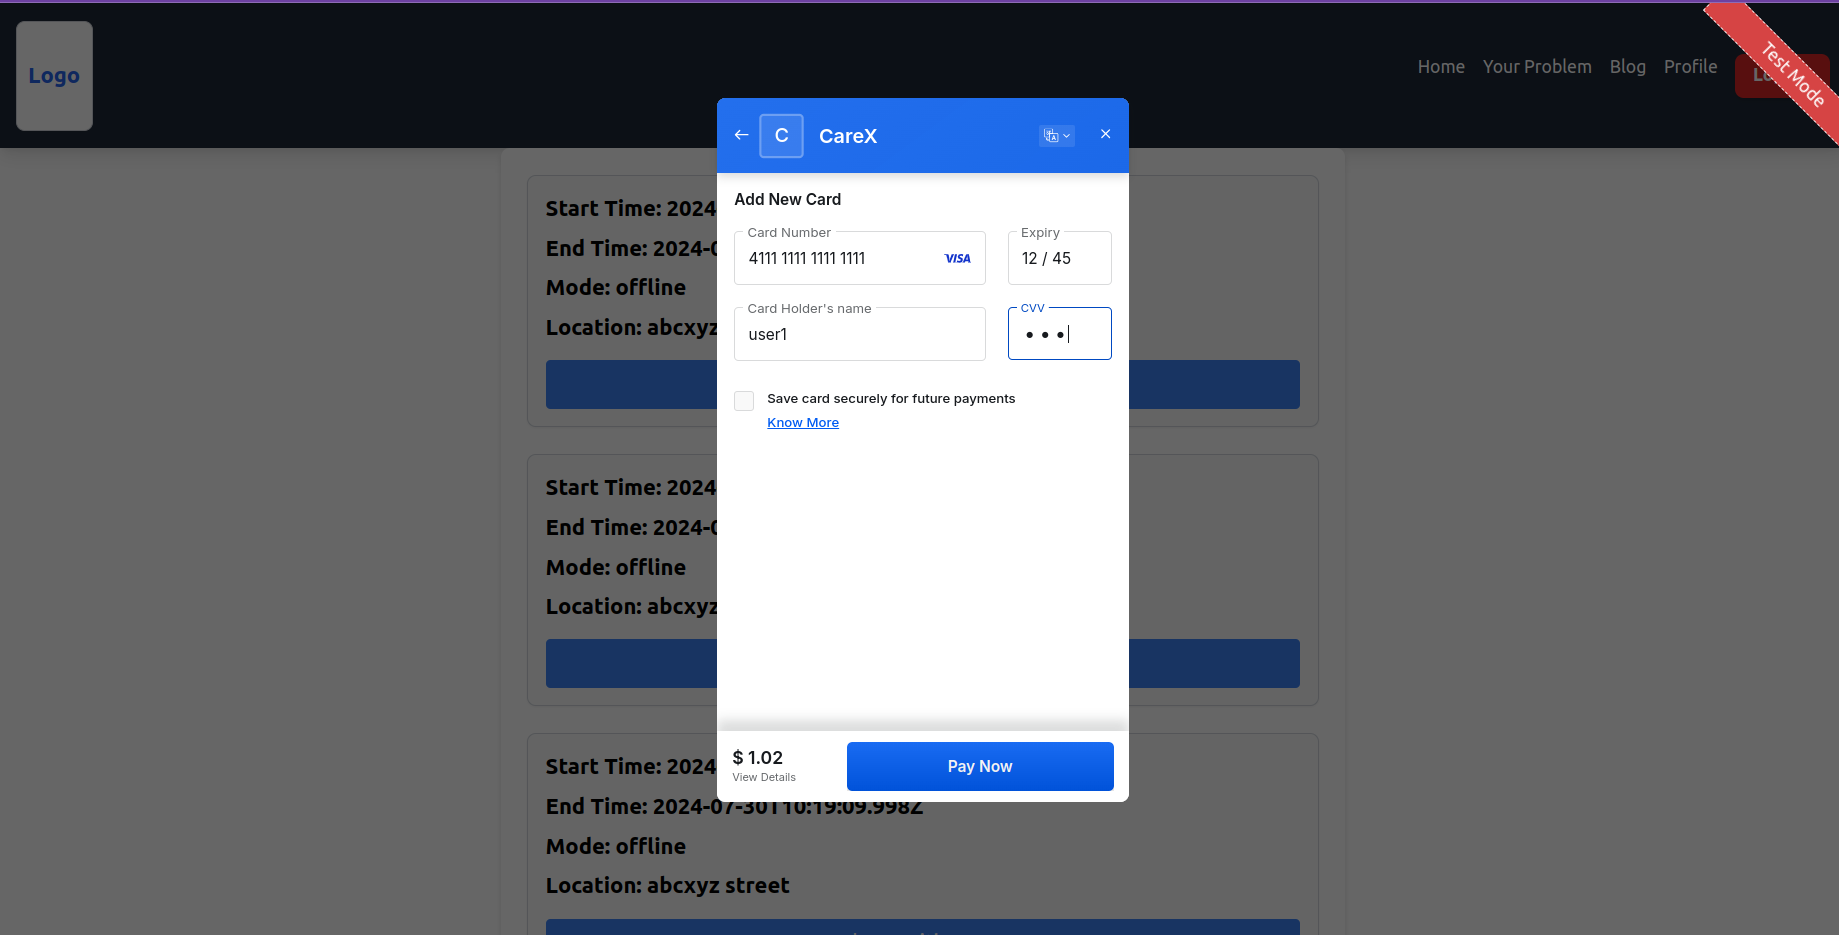 Logo
Home Your Problem Blog Profile
Test Mode
C CareX
Add New Card
Card Number
4111 1111 1111 1111 VISA
Expiry
12 / 45
Card Holder's name
user1
CVV
Save card securely for future payments
Know More
$ 1.02
View Details
Pay Now
Start Time: 2024
End Time: 2024-0
Mode: offline
Location: abcxyz
Start Time: 2024
End Time: 2024-0
Mode: offline
Location: abcxyz
Start Time: 2024
End Time: 2024-07-30T10:19:09.998Z
Mode: offline
Location: abcxyz street